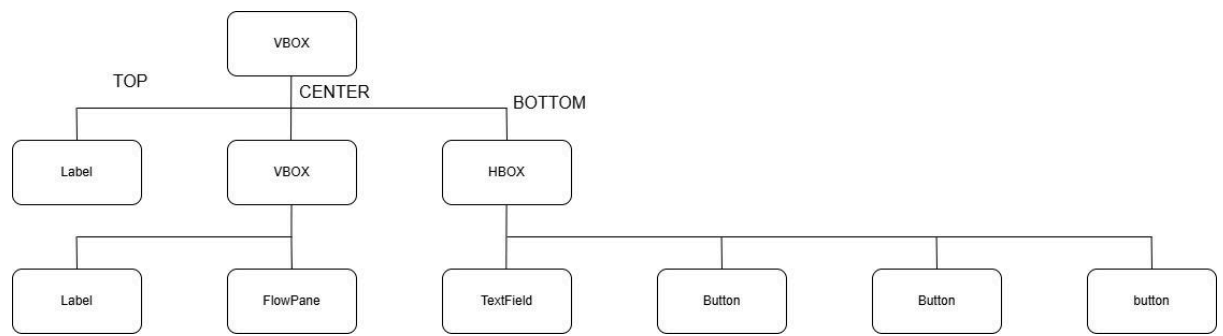 VBOX
TOP
CENTER
BOTTOM
Label
VBOX
HBOX
Label
FlowPane
TextField
Button
Button
button